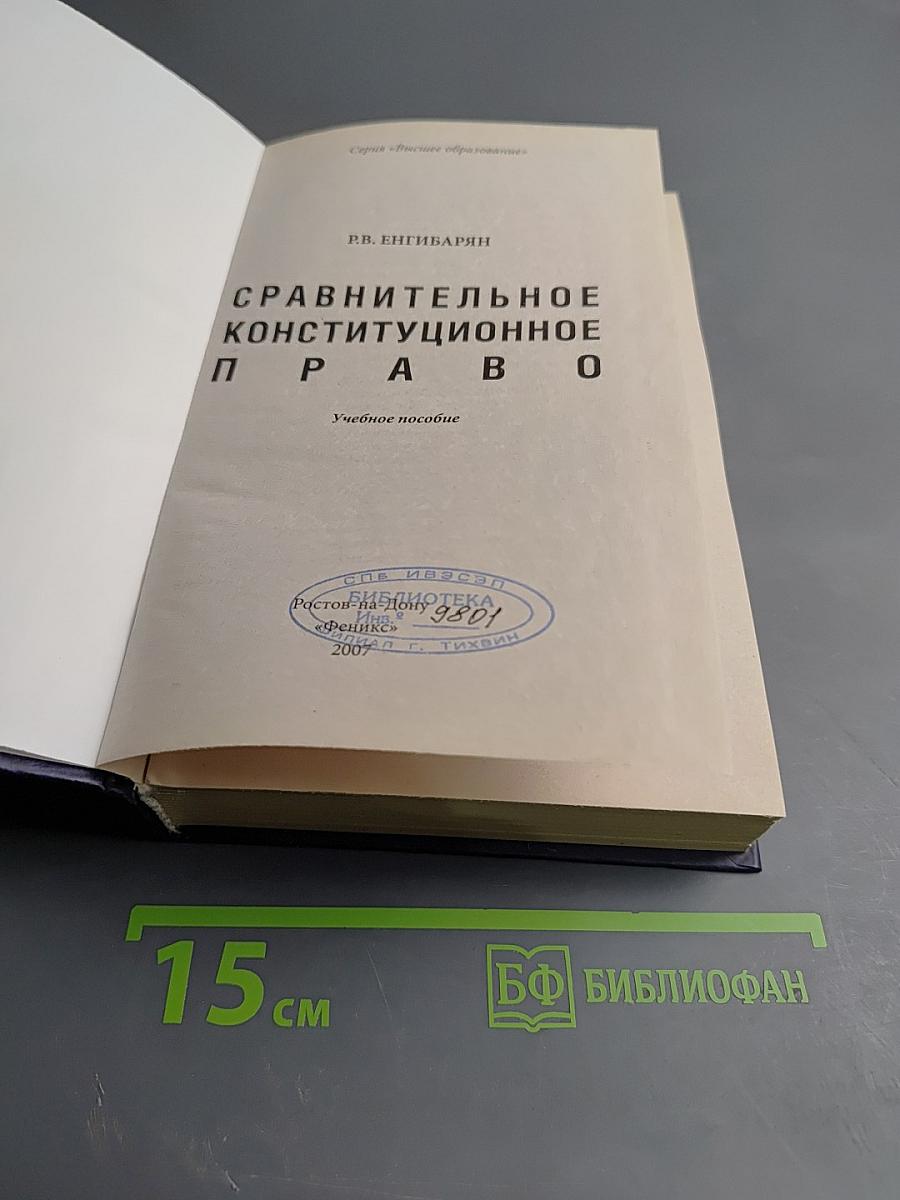 Серия «Высшее образование»
Р.В. ЕНГИБАРЯН
СРАВНИТЕЛЬНОЕ
КОНСТИТУЦИОННОЕ
ПРАВО
Учебное пособие
СПб ИВЭСЭП
БИБЛИОТЕКА
Ростов-на-Дону
Инв.º 9801
«Феникс»
ФИЛИАЛ г. ТИХВИН
2007
15 см
БФ БИБЛИОФАН